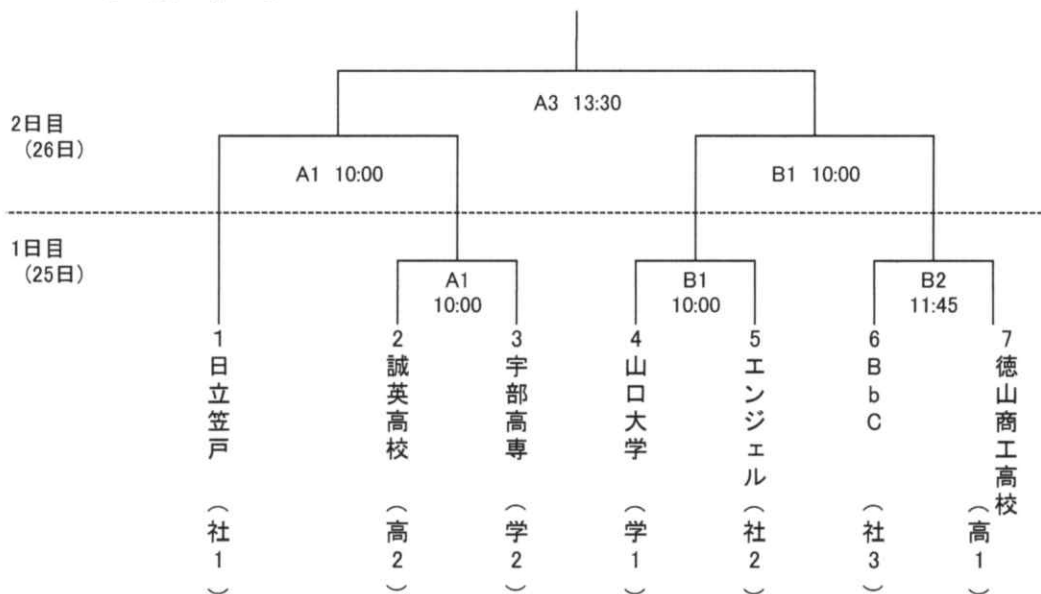 A3 13:30
2日目
（26日）
A1 10:00
B1 10:00
1日目
（25日）
A1
10:00
B1
10:00
B2
11:45
1
日立笠戸
（社1）
2
誠英高校
（高2）
3
宇部高専
（学2）
4
山口大学
（学1）
5
エンジェル
（社2）
6
BbC
（社3）
7
徳山商工高校
（高1）